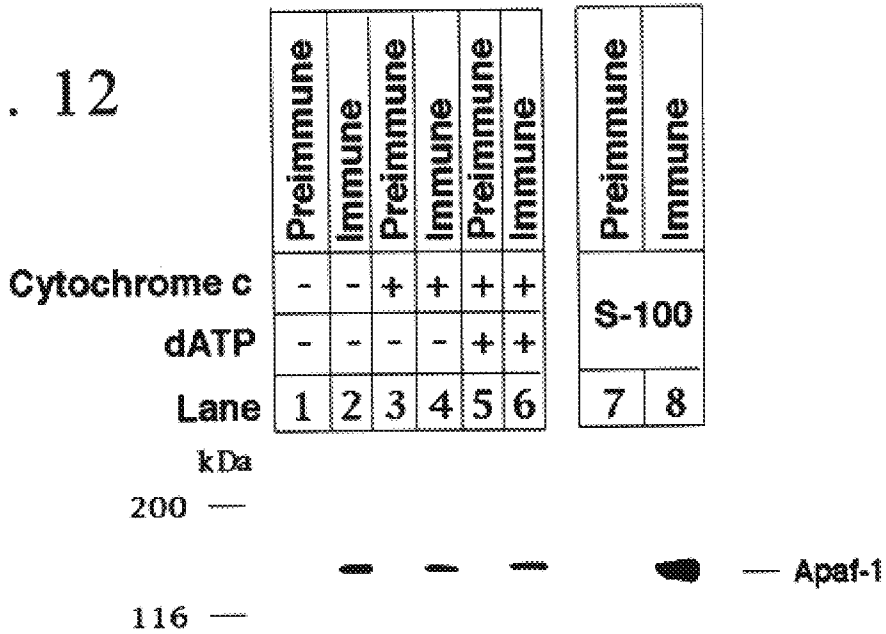 . 12
Preimmune Immune Preimmune Immune Preimmune Immune Preimmune Immune
Cytochrome c - - + + + + S-100
dATP - - - - + +
Lane 1 2 3 4 5 6 7 8
kDa
200 —
— Apaf-1
116 —